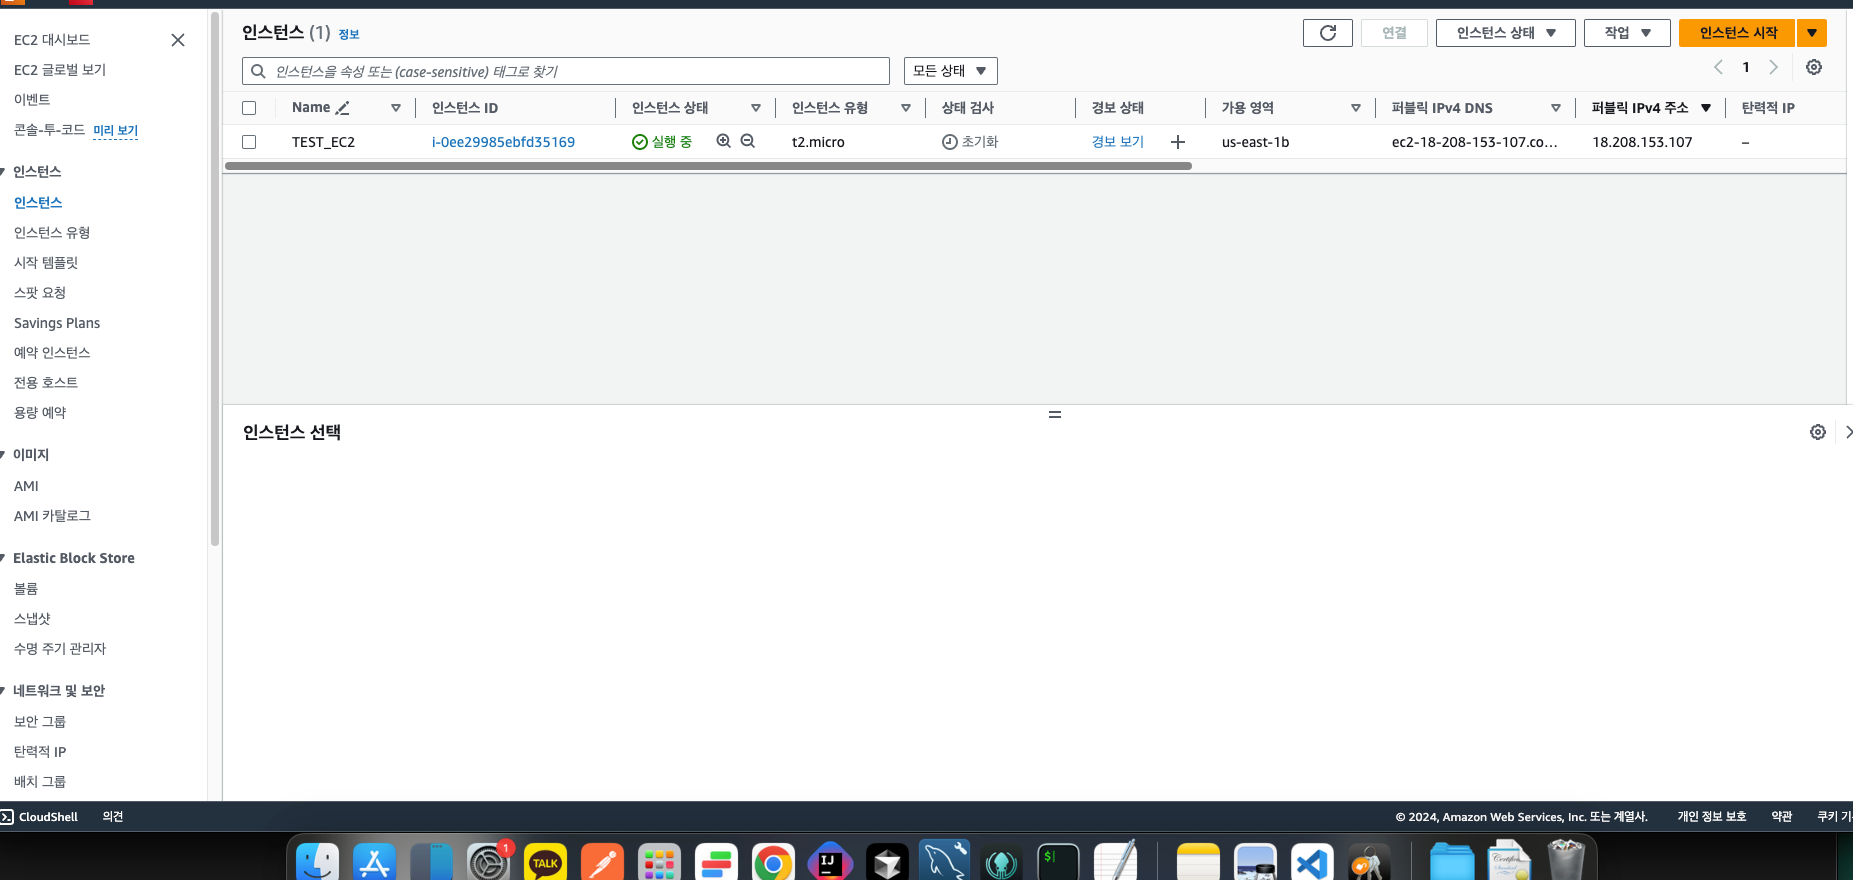 EC2 대시보드
EC2 글로벌 보기
이벤트
콘솔-투-코드 미리 보기
인스턴스
인스턴스
인스턴스 유형
시작 템플릿
스팟 요청
Savings Plans
예약 인스턴스
전용 호스트
용량 예약
이미지
AMI
AMI 카탈로그
Elastic Block Store
볼륨
스냅샷
수명 주기 관리자
네트워크 및 보안
보안 그룹
탄력적 IP
배치 그룹
인스턴스 (1) 정보
연결
인스턴스 상태
작업
인스턴스 시작
인스턴스을 속성 또는 (case-sensitive) 태그로 찾기
모든 상태
1
Name 인스턴스 ID 인스턴스 상태 인스턴스 유형 상태 검사 경보 상태 가용 영역 퍼블릭 IPv4 DNS 퍼블릭 IPv4 주소 탄력적 IP
TEST_EC2 i-0ee29985ebfd35169 실행 중 t2.micro 초기화 경보 보기 us-east-1b ec2-18-208-153-107.co... 18.208.153.107 –
인스턴스 선택
CloudShell 의견 © 2024, Amazon Web Services, Inc. 또는 계열사. 개인 정보 보호 약관 쿠키
1
TALK
IJ
$